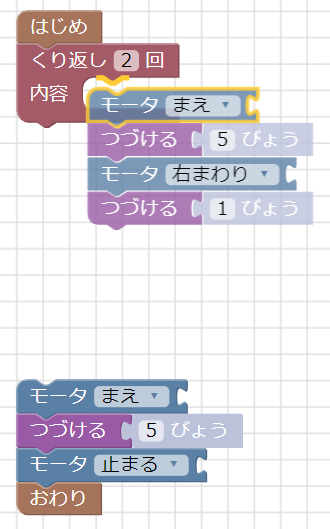 はじめ
くり返し 2 回
内容
モータ まえ
つづける 5 びょう
モータ 右まわり
つづける 1 びょう
モータ まえ
つづける 5 びょう
モータ 止まる
おわり